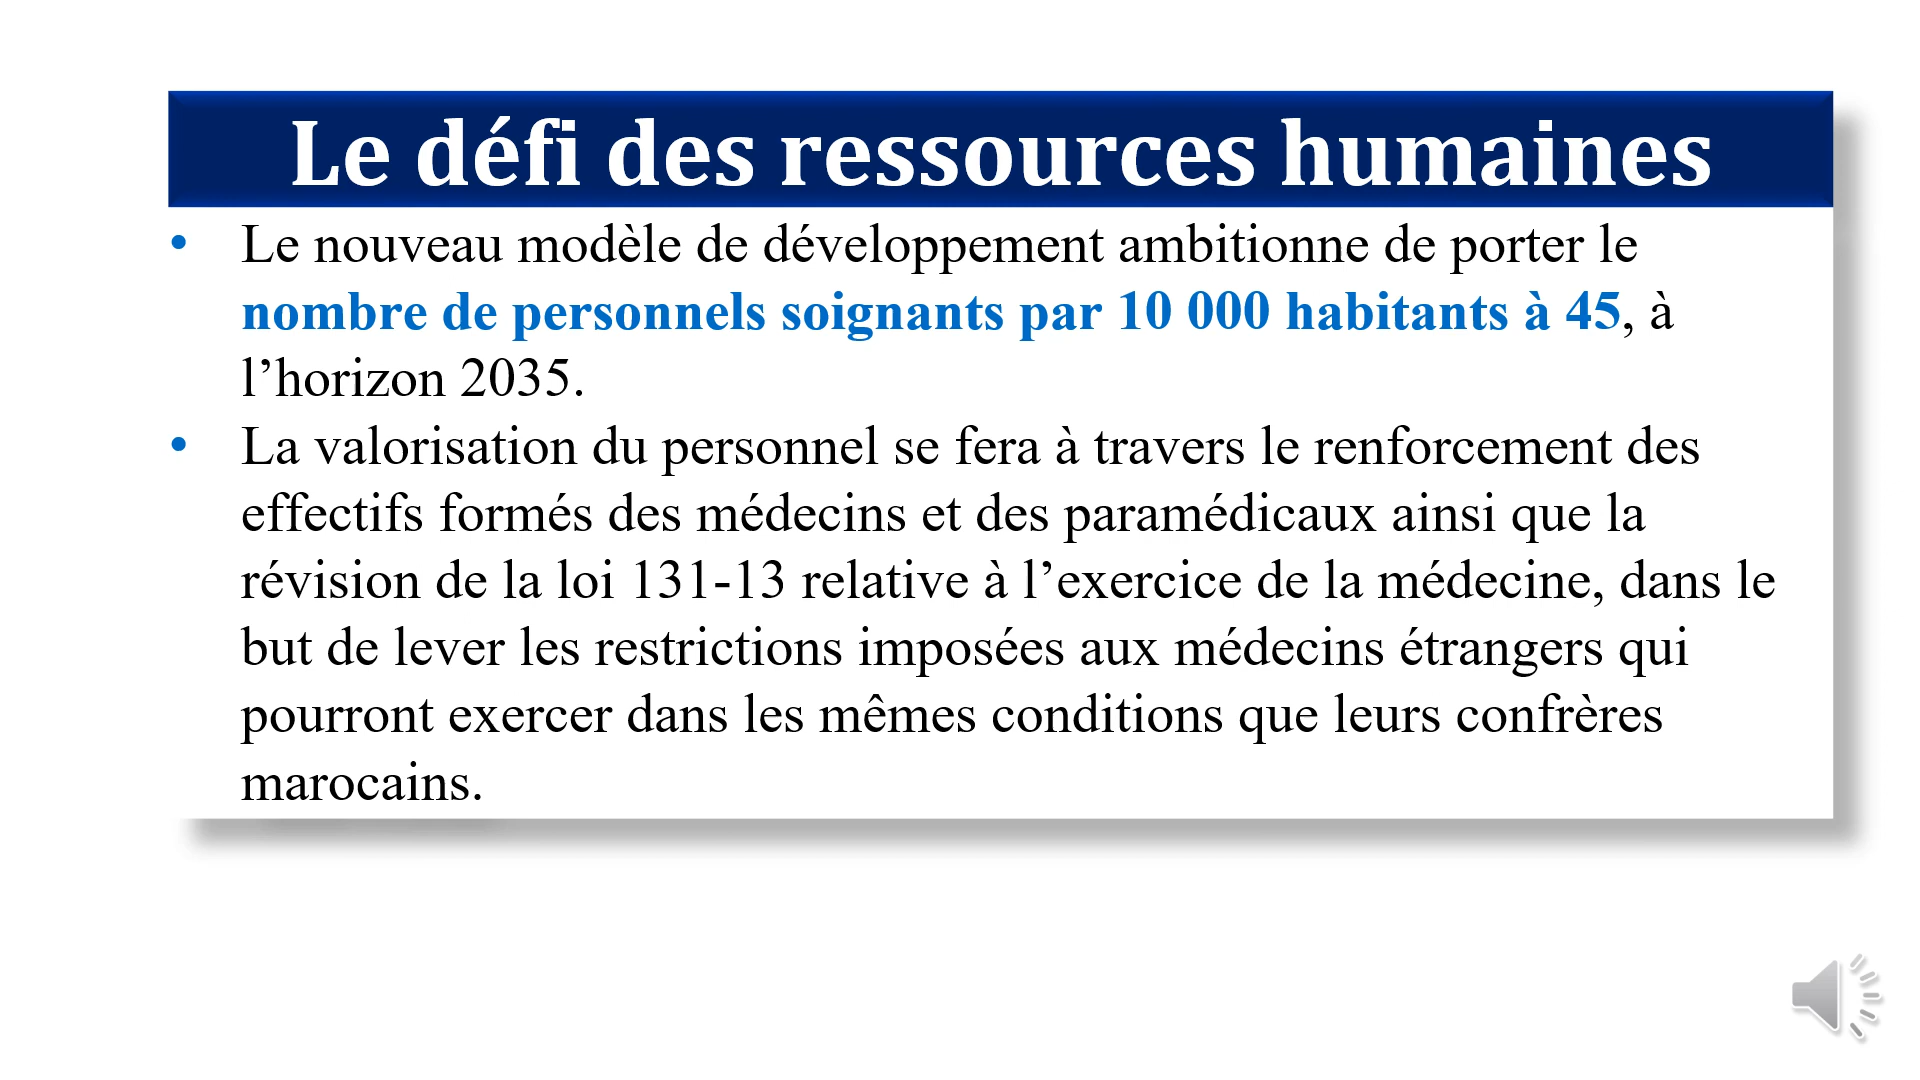 Le défi des ressources humaines
• Le nouveau modèle de développement ambitionne de porter le
nombre de personnels soignants par 10 000 habitants à 45, à
l’horizon 2035.
• La valorisation du personnel se fera à travers le renforcement des
effectifs formés des médecins et des paramédicaux ainsi que la
révision de la loi 131-13 relative à l’exercice de la médecine, dans le
but de lever les restrictions imposées aux médecins étrangers qui
pourront exercer dans les mêmes conditions que leurs confrères
marocains.